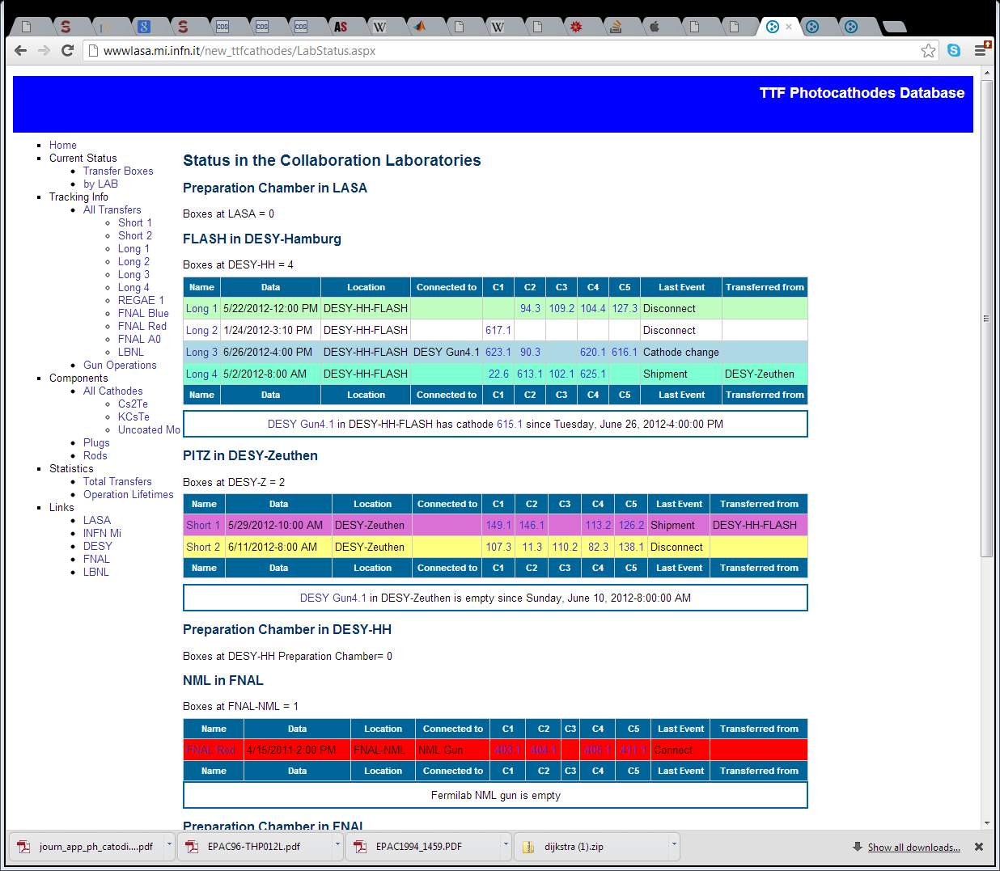 CDS CDS CDS AS W W
wwwlasa.mi.infn.it/new_ttfcathodes/LabStatus.aspx
TTF Photocathodes Database
Home
Current Status
Transfer Boxes
by LAB
Tracking Info
All Transfers
Short 1
Short 2
Long 1
Long 2
Long 3
Long 4
REGAE 1
FNAL Blue
FNAL Red
FNAL A0
LBNL
Gun Operations
Components
All Cathodes
Cs2Te
KCsTe
Uncoated Mo
Plugs
Rods
Statistics
Total Transfers
Operation Lifetimes
Links
LASA
INFN Mi
DESY
FNAL
LBNL
Status in the Collaboration Laboratories
Preparation Chamber in LASA
Boxes at LASA = 0
FLASH in DESY-Hamburg
Boxes at DESY-HH = 4
Name Data Location Connected to C1 C2 C3 C4 C5 Last Event Transferred from
Long 1 5/22/2012-12:00 PM DESY-HH-FLASH 94.3 109.2 104.4 127.3 Disconnect
Long 2 1/24/2012-3:10 PM DESY-HH-FLASH 617.1 Disconnect
Long 3 6/26/2012-4:00 PM DESY-HH-FLASH DESY Gun4.1 623.1 90.3 620.1 616.1 Cathode change
Long 4 5/2/2012-8:00 AM DESY-HH-FLASH 22.6 613.1 102.1 625.1 Shipment DESY-Zeuthen
Name Data Location Connected to C1 C2 C3 C4 C5 Last Event Transferred from
DESY Gun4.1 in DESY-HH-FLASH has cathode 615.1 since Tuesday, June 26, 2012-4:00:00 PM
PITZ in DESY-Zeuthen
Boxes at DESY-Z = 2
Name Data Location Connected to C1 C2 C3 C4 C5 Last Event Transferred from
Short 1 5/29/2012-10:00 AM DESY-Zeuthen 149.1 146.1 113.2 126.2 Shipment DESY-HH-FLASH
Short 2 6/11/2012-8:00 AM DESY-Zeuthen 107.3 11.3 110.2 82.3 138.1 Disconnect
Name Data Location Connected to C1 C2 C3 C4 C5 Last Event Transferred from
DESY Gun4.1 in DESY-Zeuthen is empty since Sunday, June 10, 2012-8:00:00 AM
Preparation Chamber in DESY-HH
Boxes at DESY-HH Preparation Chamber= 0
NML in FNAL
Boxes at FNAL-NML = 1
Name Data Location Connected to C1 C2 C3 C4 C5 Last Event Transferred from
FNAL Red 4/15/2011-2:00 PM FNAL-NML NML Gun 403.1 404.1 405.1 411.1 Connect
Name Data Location Connected to C1 C2 C3 C4 C5 Last Event Transferred from
Fermilab NML gun is empty
Preparation Chamber in FNAL
journ_app_ph_catodi....pdf EPAC96-THP012L.pdf EPAC1994_1459.PDF dijkstra (1).zip Show all downloads...